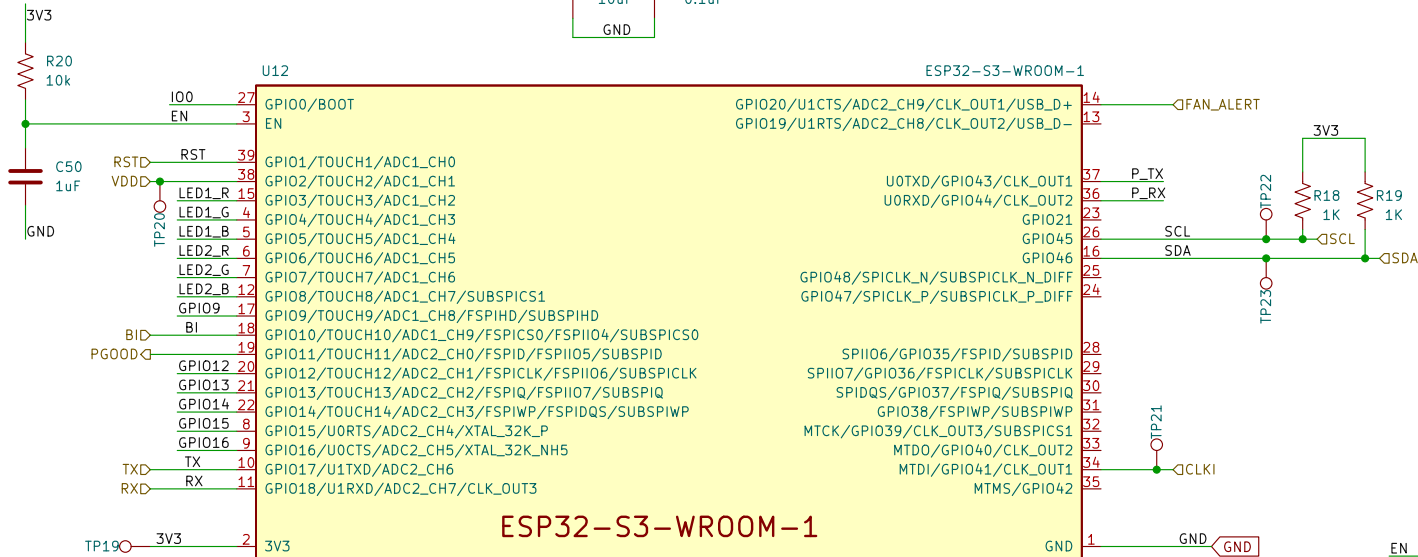 3V3
10uF
0.1uF
GND
R20
10k
U12
ESP32-S3-WROOM-1
IO0
27
GPIO0/BOOT
GPIO20/U1CTS/ADC2_CH9/CLK_OUT1/USB_D+
14
FAN_ALERT
EN
3
EN
GPIO19/U1RTS/ADC2_CH8/CLK_OUT2/USB_D-
13
3V3
RST
RST
39
GPIO1/TOUCH1/ADC1_CH0
C50
1uF
VDD
38
GPIO2/TOUCH2/ADC1_CH1
U0TXD/GPIO43/CLK_OUT1
37
P_TX
TP22
LED1_R
15
GPIO3/TOUCH3/ADC1_CH2
U0RXD/GPIO44/CLK_OUT2
36
P_RX
R18
1K
R19
1K
TP20
LED1_G
4
GPIO4/TOUCH4/ADC1_CH3
GPIO21
23
GND
LED1_B
5
GPIO5/TOUCH5/ADC1_CH4
GPIO45
26
SCL
SCL
LED2_R
6
GPIO6/TOUCH6/ADC1_CH5
GPIO46
16
SDA
SDA
LED2_G
7
GPIO7/TOUCH7/ADC1_CH6
GPIO48/SPICLK_N/SUBSPICLK_N_DIFF
25
LED2_B
12
GPIO8/TOUCH8/ADC1_CH7/SUBSPICS1
GPIO47/SPICLK_P/SUBSPICLK_P_DIFF
24
TP23
GPIO9
17
GPIO9/TOUCH9/ADC1_CH8/FSPIHD/SUBSPIHD
BI
BI
18
GPIO10/TOUCH10/ADC1_CH9/FSPICS0/FSPIIO4/SUBSPICS0
PGOOD
19
GPIO11/TOUCH11/ADC2_CH0/FSPID/FSPIIO5/SUBSPID
SPIIO6/GPIO35/FSPID/SUBSPID
28
GPIO12
20
GPIO12/TOUCH12/ADC2_CH1/FSPICLK/FSPIIO6/SUBSPICLK
SPIIO7/GPIO36/FSPICLK/SUBSPICLK
29
GPIO13
21
GPIO13/TOUCH13/ADC2_CH2/FSPIQ/FSPIIO7/SUBSPIQ
SPIDQS/GPIO37/FSPIQ/SUBSPIQ
30
GPIO14
22
GPIO14/TOUCH14/ADC2_CH3/FSPIWP/FSPIDQS/SUBSPIWP
GPIO38/FSPIWP/SUBSPIWP
31
GPIO15
8
GPIO15/U0RTS/ADC2_CH4/XTAL_32K_P
MTCK/GPIO39/CLK_OUT3/SUBSPICS1
32
TP21
GPIO16
9
GPIO16/U0CTS/ADC2_CH5/XTAL_32K_NH5
MTDO/GPIO40/CLK_OUT2
33
TX
TX
10
GPIO17/U1TXD/ADC2_CH6
MTDI/GPIO41/CLK_OUT1
34
CLKI
RX
RX
11
GPIO18/U1RXD/ADC2_CH7/CLK_OUT3
MTMS/GPIO42
35
ESP32-S3-WROOM-1
TP19
3V3
2
3V3
GND
1
GND
GND
EN